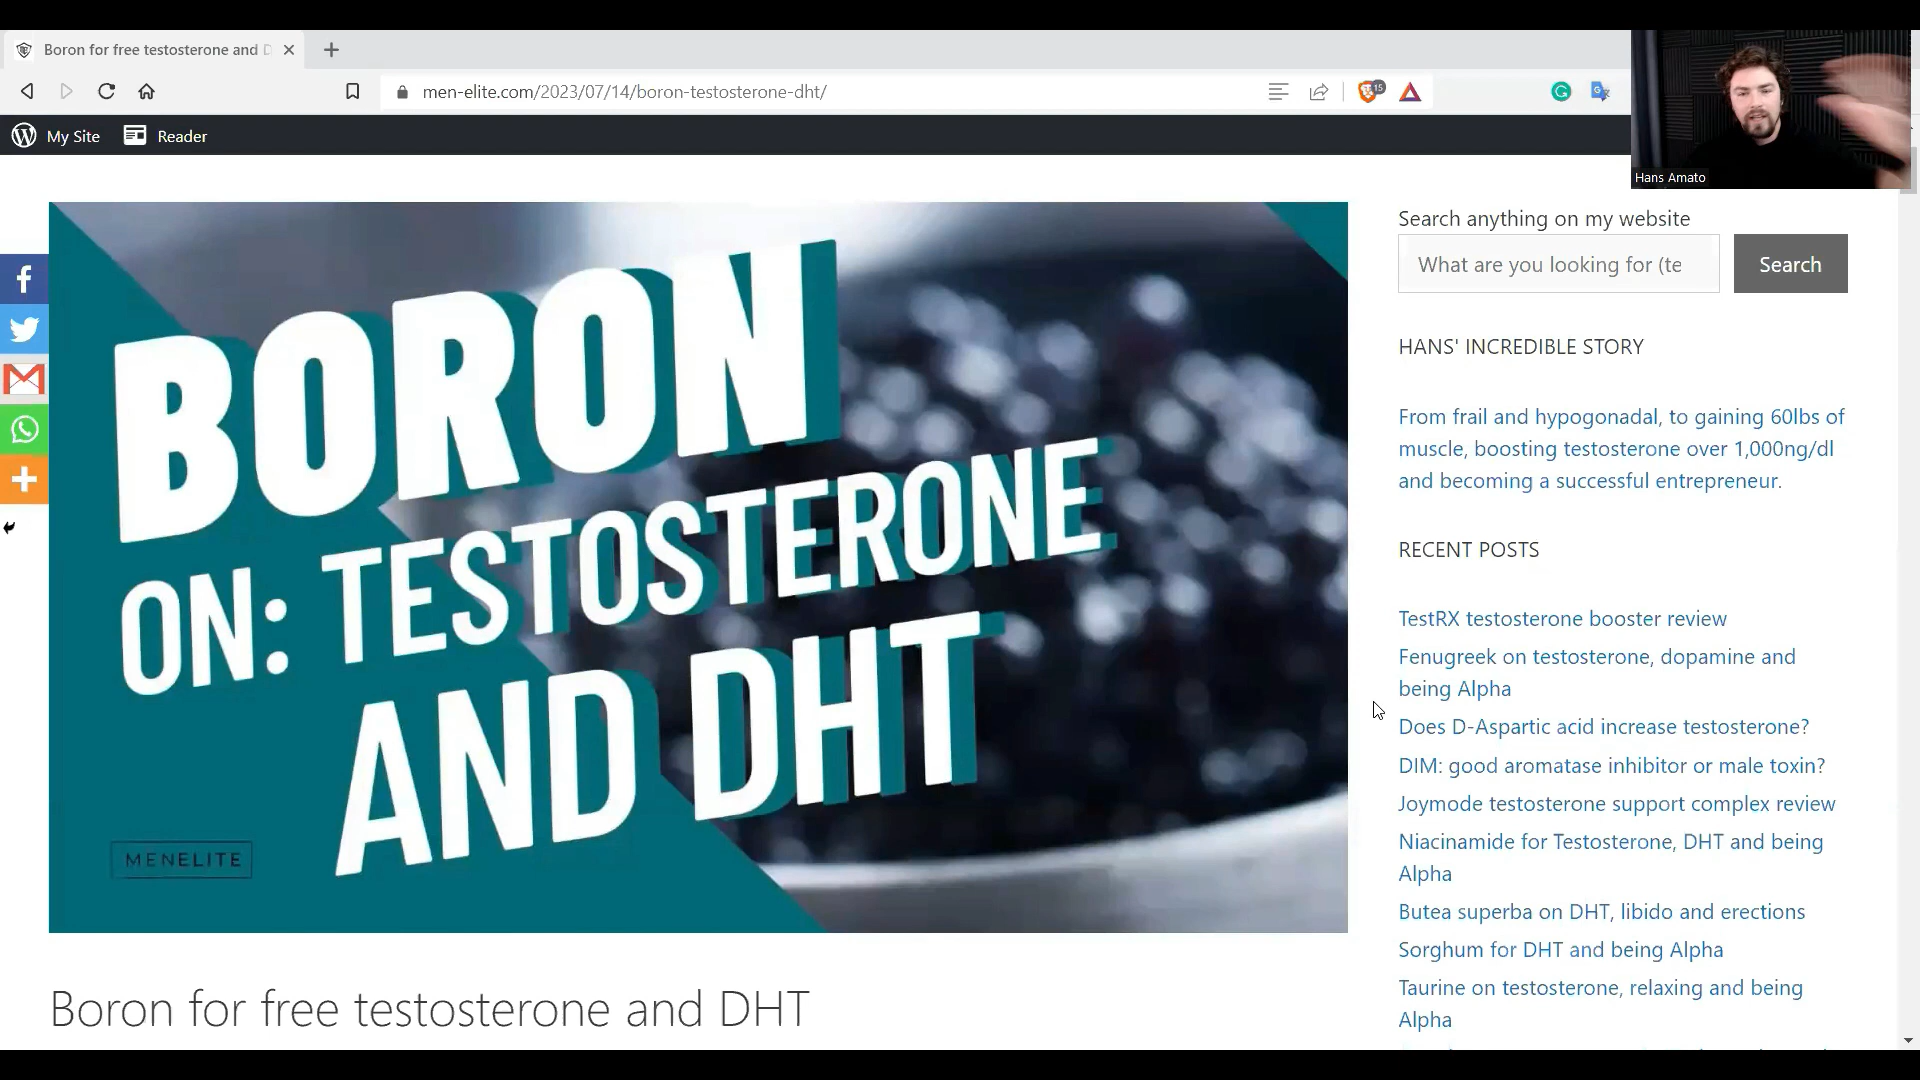 Boron for free testosterone and D
men-elite.com/2023/07/14/boron-testosterone-dht/
15
My Site
Reader
Hans Amato
BORON
ON: TESTOSTERONE
AND DHT
MENELITE
Boron for free testosterone and DHT
Search anything on my website
What are you looking for (te
Search
HANS' INCREDIBLE STORY
From frail and hypogonadal, to gaining 60lbs of
muscle, boosting testosterone over 1,000ng/dl
and becoming a successful entrepreneur.
RECENT POSTS
TestRX testosterone booster review
Fenugreek on testosterone, dopamine and
being Alpha
Does D-Aspartic acid increase testosterone?
DIM: good aromatase inhibitor or male toxin?
Joymode testosterone support complex review
Niacinamide for Testosterone, DHT and being
Alpha
Butea superba on DHT, libido and erections
Sorghum for DHT and being Alpha
Taurine on testosterone, relaxing and being
Alpha